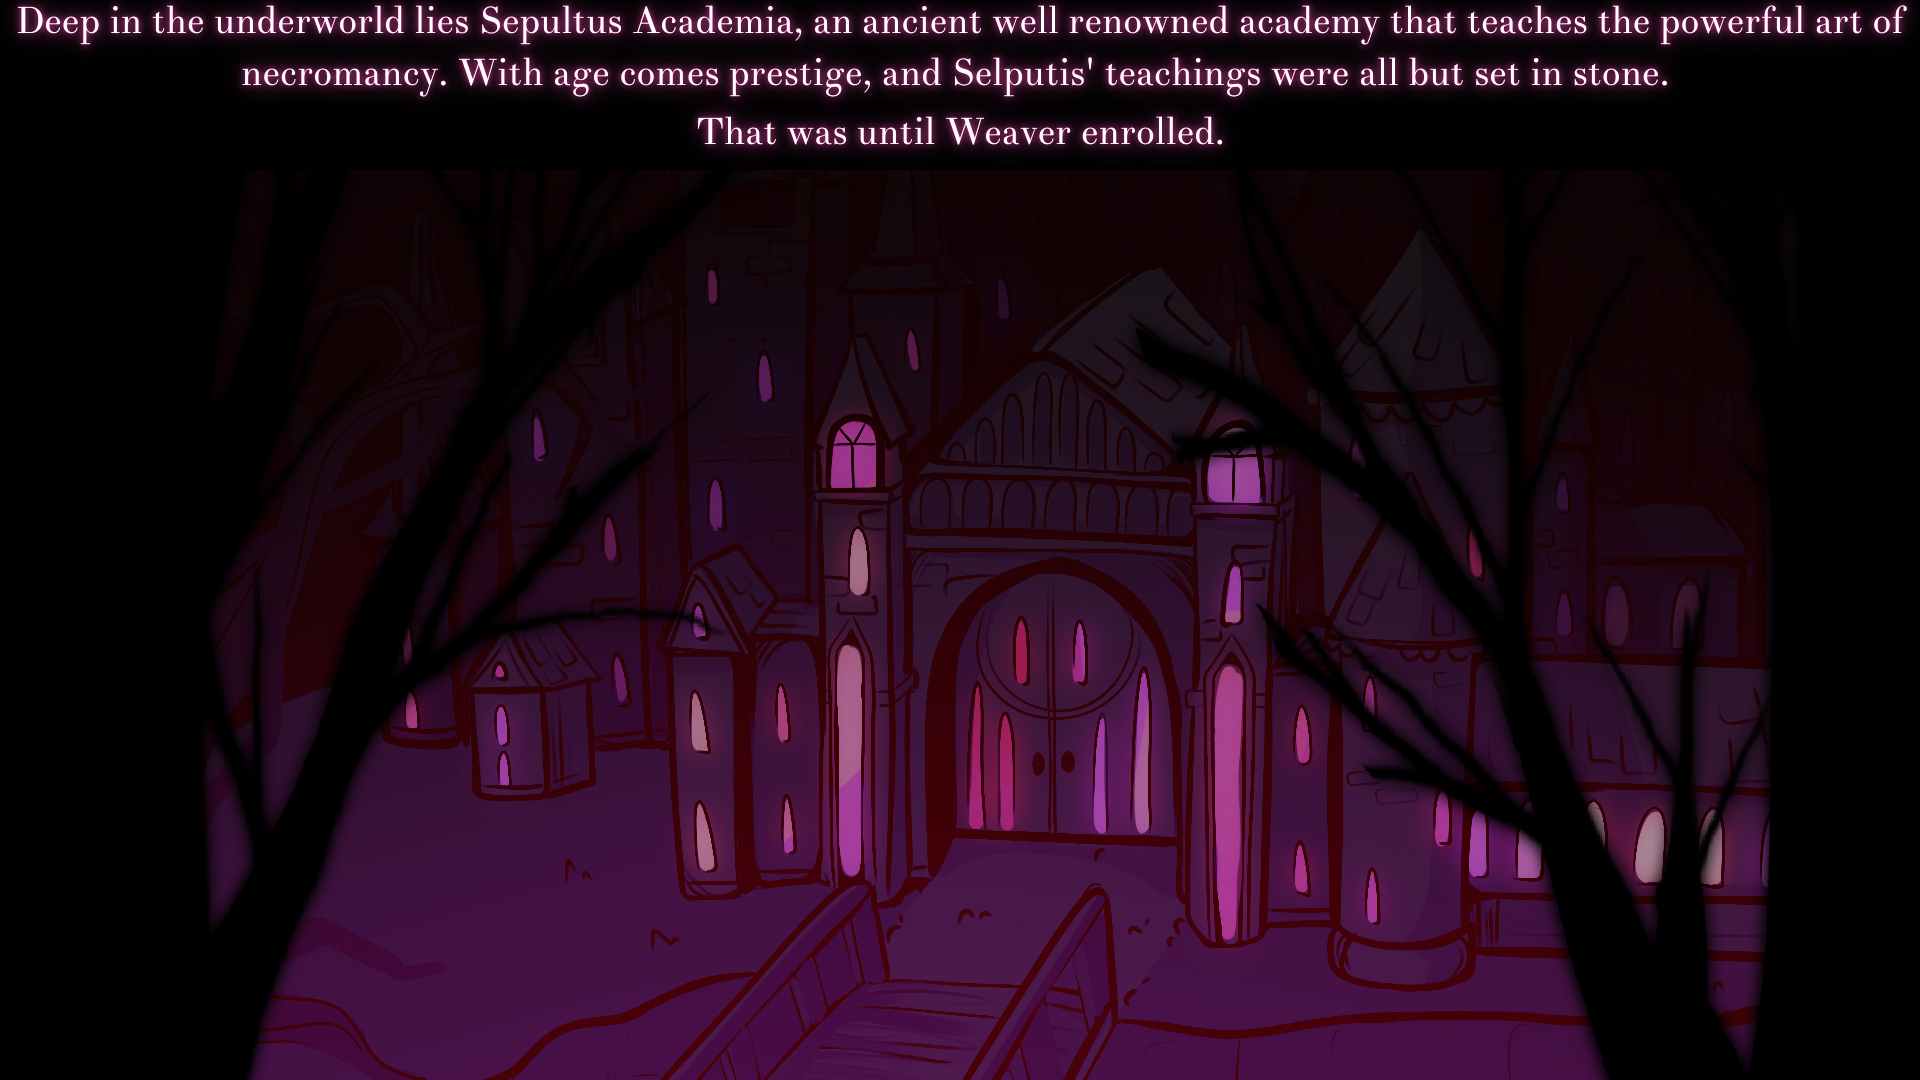 Deep in the underworld lies Sepultus Academia, an ancient well renowned academy that teaches the powerful art of
necromancy. With age comes prestige, and Selputis' teachings were all but set in stone.
That was until Weaver enrolled.